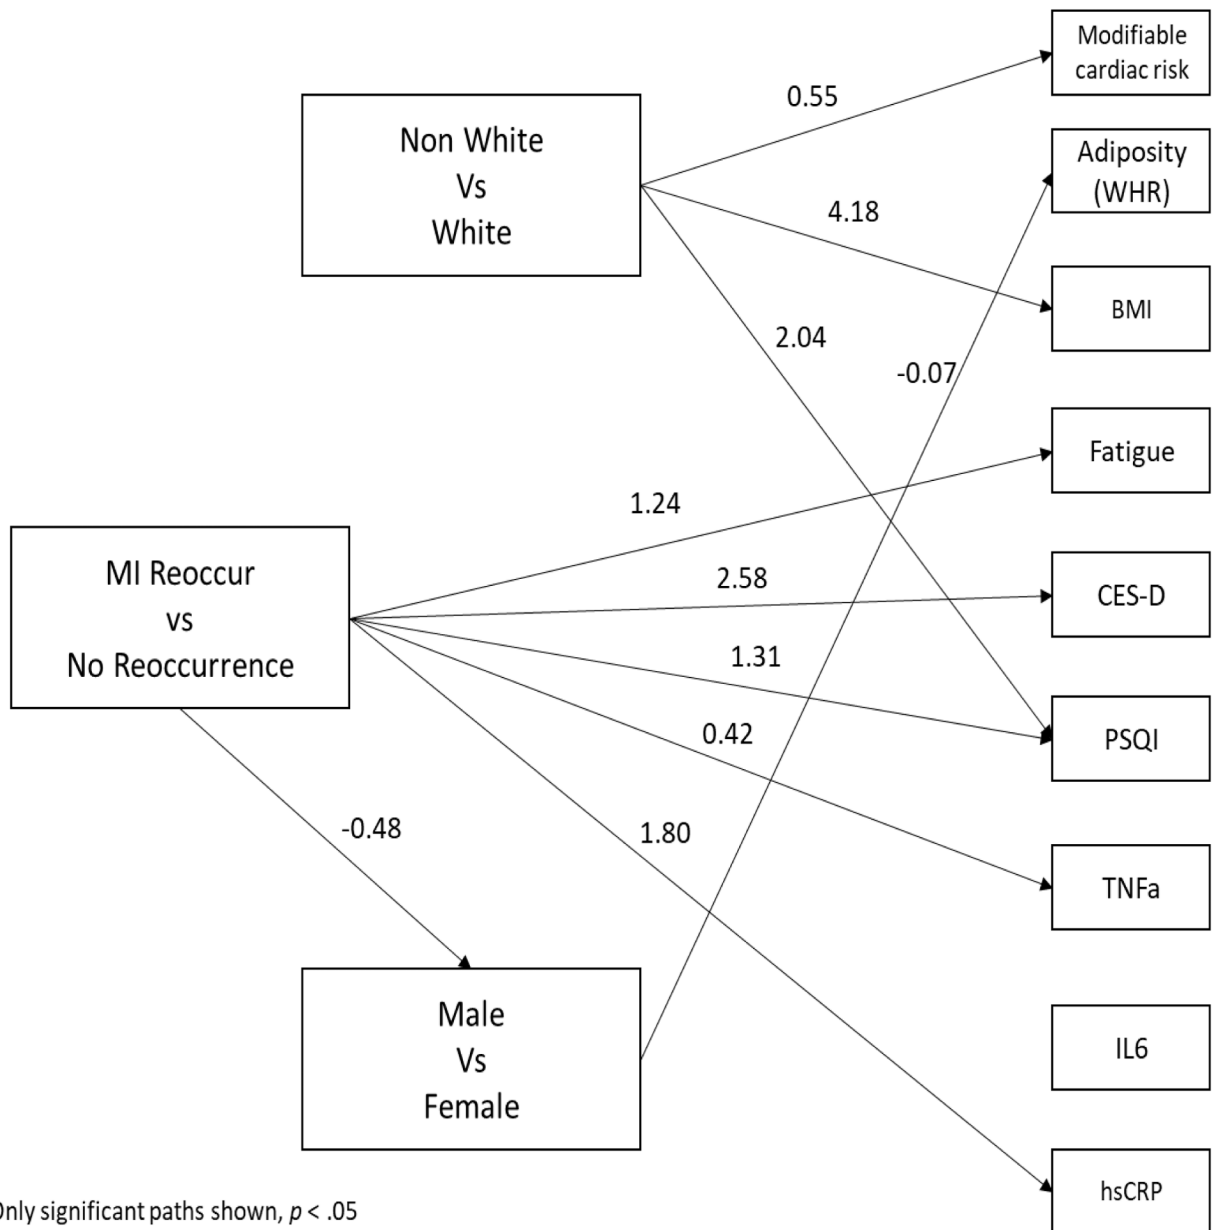 Modifiable
cardiac risk
0.55
Non White
Vs
White
Adiposity
(WHR)
4.18
BMI
2.04
-0.07
Fatigue
1.24
MI Reoccur
vs
No Reoccurrence
2.58
CES-D
1.31
PSQI
0.42
-0.48
1.80
TNFa
Male
Vs
Female
IL6
hsCRP
Only significant paths shown, p < .05